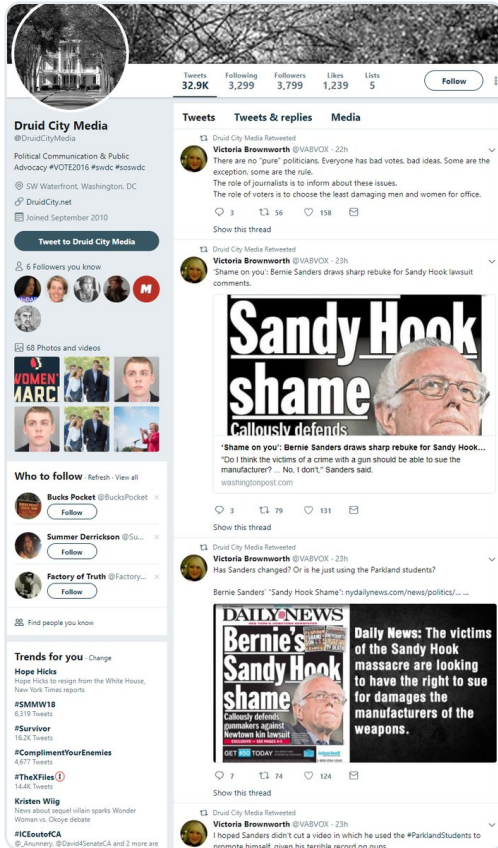 Tweets Following Followers Likes Lists
32.9K 3,299 3,799 1,239 5
Follow
Druid City Media
@DruidCityMedia
Political Communication & Public
Advocacy #VOTE2016 #swdc #soswdc
SW Waterfront, Washington, DC
DruidCity.net
Joined September 2010
Tweet to Druid City Media
6 Followers you know
M
68 Photos and videos
WOMEN'
MARC
Who to follow · Refresh · View all
Bucks Pocket @BucksPocket
Follow
Summer Derrickson @Su...
Follow
Factory of Truth @Factory...
Follow
Find people you know
Trends for you · Change
Hope Hicks
Hope Hicks to resign from the White House,
New York Times reports
#SMMW18
6,319 Tweets
#Survivor
16.2K Tweets
#ComplimentYourEnemies
4,677 Tweets
#TheXFiles
14.4K Tweets
Kristen Wiig
News about sequel villain sparks Wonder
Woman vs. Okoye debate
#ICEoutofCA
@_Anunnery, @David4SenateCA and 2 more are
Tweets Tweets & replies Media
Druid City Media Retweeted
Victoria Brownworth @VABVOX · 22h
There are no "pure" politicians. Everyone has bad votes, bad ideas. Some are the
exception, some are the rule.
The role of journalists is to inform about these issues.
The role of voters is to choose the least damaging men and women for office.
3 56 158
Show this thread
Druid City Media Retweeted
Victoria Brownworth @VABVOX · 23h
'Shame on you': Bernie Sanders draws sharp rebuke for Sandy Hook lawsuit
comments.
Sandy Hook
shame
Callously defends
'Shame on you': Bernie Sanders draws sharp rebuke for Sandy Hook...
"Do I think the victims of a crime with a gun should be able to sue the
manufacturer? ... No, I don't," Sanders said.
washingtonpost.com
3 79 131
Show this thread
Druid City Media Retweeted
Victoria Brownworth @VABVOX · 23h
Has Sanders changed? Or is he just using the Parkland students?
Bernie Sanders' "Sandy Hook Shame": nydailynews.com/news/politics/... ...
DAILY NEWS
Bernie's
Sandy Hook
shame
Callously defends
gunmakers against
Newtown kin lawsuit
EXCLUSIVE
GET $50 TODAY
Daily News: The victims
of the Sandy Hook
massacre are looking
to have the right to sue
for damages the
manufacturers of the
weapons.
7 74 124
Show this thread
Druid City Media Retweeted
Victoria Brownworth @VABVOX · 23h
I hoped Sanders didn't cut a video in which he used the #ParklandStudents to
promote himself, given his terrible record on guns.